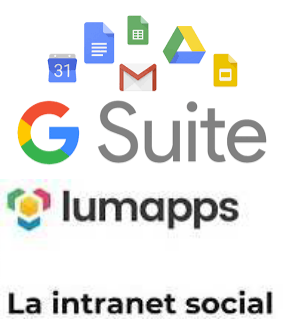 31
G Suite
lumapps
La intranet social